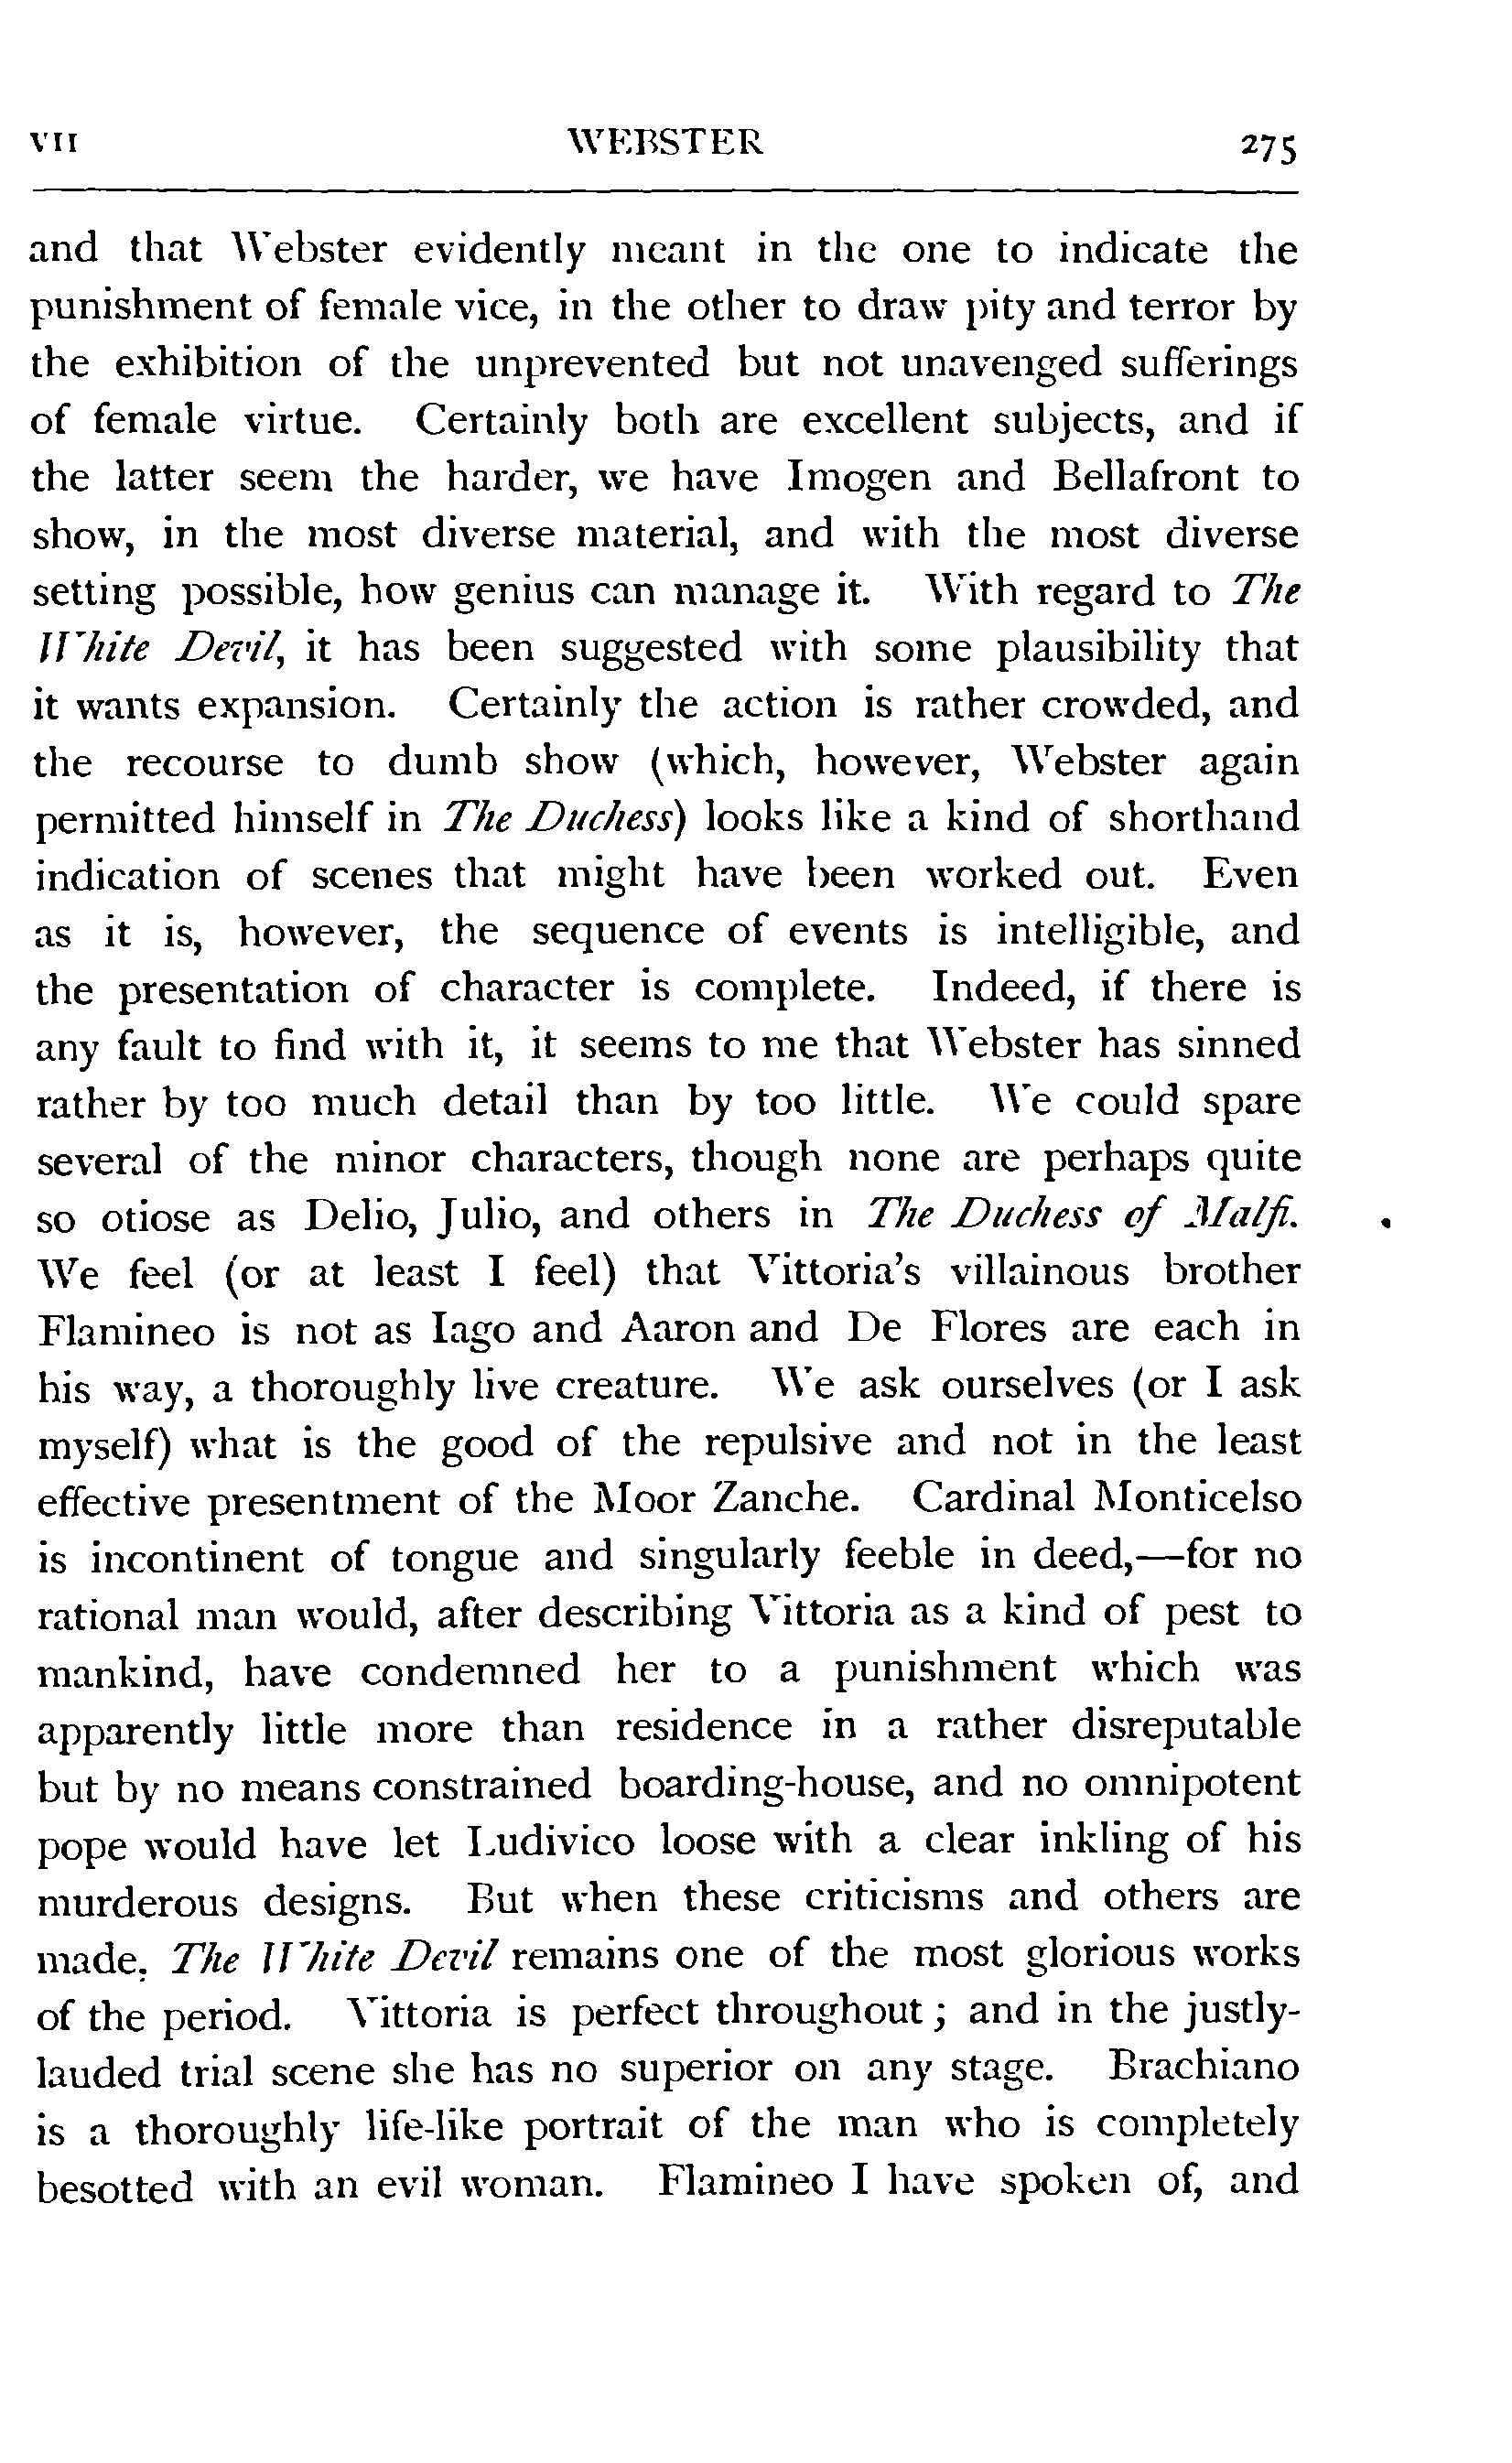 VII WEBSTER 275
and that Webster evidently meant in the one to indicate the
punishment of female vice, in the other to draw pity and terror by
the exhibition of the unprevented but not unavenged sufferings
of female virtue. Certainly both are excellent subjects, and if
the latter seem the harder, we have Imogen and Bellafront to
show, in the most diverse material, and with the most diverse
setting possible, how genius can manage it. With regard to The
White Devil, it has been suggested with some plausibility that
it wants expansion. Certainly the action is rather crowded, and
the recourse to dumb show (which, however, Webster again
permitted himself in The Duchess) looks like a kind of shorthand
indication of scenes that might have been worked out. Even
as it is, however, the sequence of events is intelligible, and
the presentation of character is complete. Indeed, if there is
any fault to find with it, it seems to me that Webster has sinned
rather by too much detail than by too little. We could spare
several of the minor characters, though none are perhaps quite
so otiose as Delio, Julio, and others in The Duchess of Malfi.
We feel (or at least I feel) that Vittoria's villainous brother
Flamineo is not as Iago and Aaron and De Flores are each in
his way, a thoroughly live creature. We ask ourselves (or I ask
myself) what is the good of the repulsive and not in the least
effective presentment of the Moor Zanche. Cardinal Monticelso
is incontinent of tongue and singularly feeble in deed,—for no
rational man would, after describing Vittoria as a kind of pest to
mankind, have condemned her to a punishment which was
apparently little more than residence in a rather disreputable
but by no means constrained boarding-house, and no omnipotent
pope would have let Ludivico loose with a clear inkling of his
murderous designs. But when these criticisms and others are
made, The White Devil remains one of the most glorious works
of the period. Vittoria is perfect throughout; and in the justly-
lauded trial scene she has no superior on any stage. Brachiano
is a thoroughly life-like portrait of the man who is completely
besotted with an evil woman. Flamineo I have spoken of, and